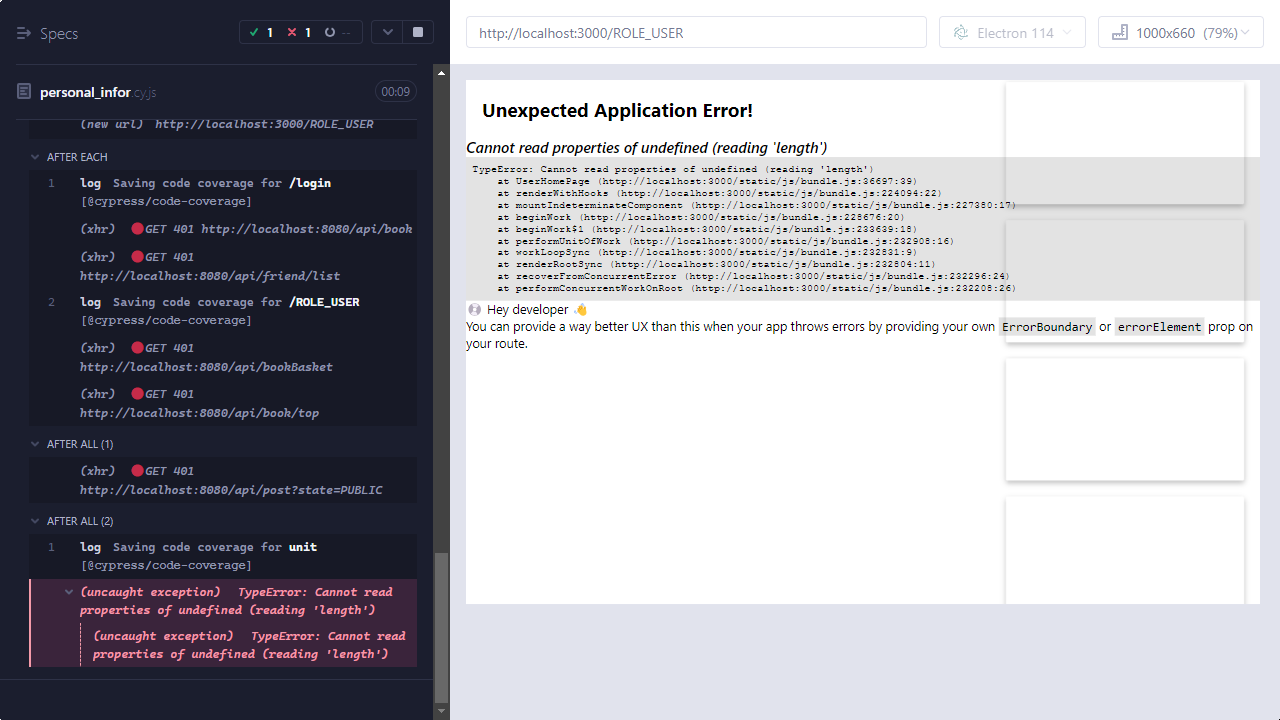 Specs
1
1
--
http://localhost:3000/ROLE_USER
Electron 114
1000x660 (79%)
personal_infor.cy.js
00:09
(new url) http://localhost:3000/ROLE_USER
AFTER EACH
1 log Saving code coverage for /login
[@cypress/code-coverage]
(xhr) GET 401 http://localhost:8080/api/book
(xhr) GET 401
http://localhost:8080/api/friend/list
2 log Saving code coverage for /ROLE_USER
[@cypress/code-coverage]
(xhr) GET 401
http://localhost:8080/api/bookBasket
(xhr) GET 401
http://localhost:8080/api/book/top
AFTER ALL (1)
(xhr) GET 401
http://localhost:8080/api/post?state=PUBLIC
AFTER ALL (2)
1 log Saving code coverage for unit
[@cypress/code-coverage]
(uncaught exception) TypeError: Cannot read
properties of undefined (reading 'length')
(uncaught exception) TypeError: Cannot read
properties of undefined (reading 'length')
Unexpected Application Error!
Cannot read properties of undefined (reading 'length')
TypeError: Cannot read properties of undefined (reading 'length')
at UserHomePage (http://localhost:3000/static/js/bundle.js:36697:39)
at renderWithHooks (http://localhost:3000/static/js/bundle.js:224094:22)
at mountIndeterminateComponent (http://localhost:3000/static/js/bundle.js:227380:17)
at beginWork (http://localhost:3000/static/js/bundle.js:228676:20)
at beginWork$1 (http://localhost:3000/static/js/bundle.js:233639:18)
at performUnitOfWork (http://localhost:3000/static/js/bundle.js:232908:16)
at workLoopSync (http://localhost:3000/static/js/bundle.js:232831:9)
at renderRootSync (http://localhost:3000/static/js/bundle.js:232804:11)
at recoverFromConcurrentError (http://localhost:3000/static/js/bundle.js:232296:24)
at performConcurrentWorkOnRoot (http://localhost:3000/static/js/bundle.js:232208:26)
Hey developer 👋
You can provide a way better UX than this when your app throws errors by providing your own ErrorBoundary or errorElement prop on
your route.